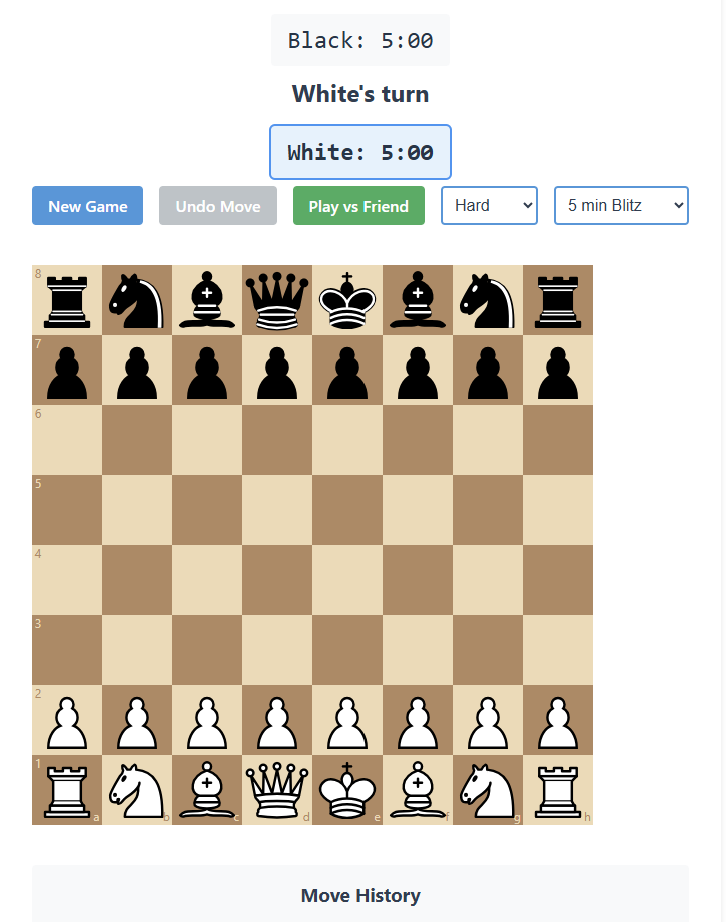 Black: 5:00
White's turn
White: 5:00
New Game Undo Move Play vs Friend Hard 5 min Blitz
8
7
6
5
4
3
2
1
a b c d e f g h
Move History